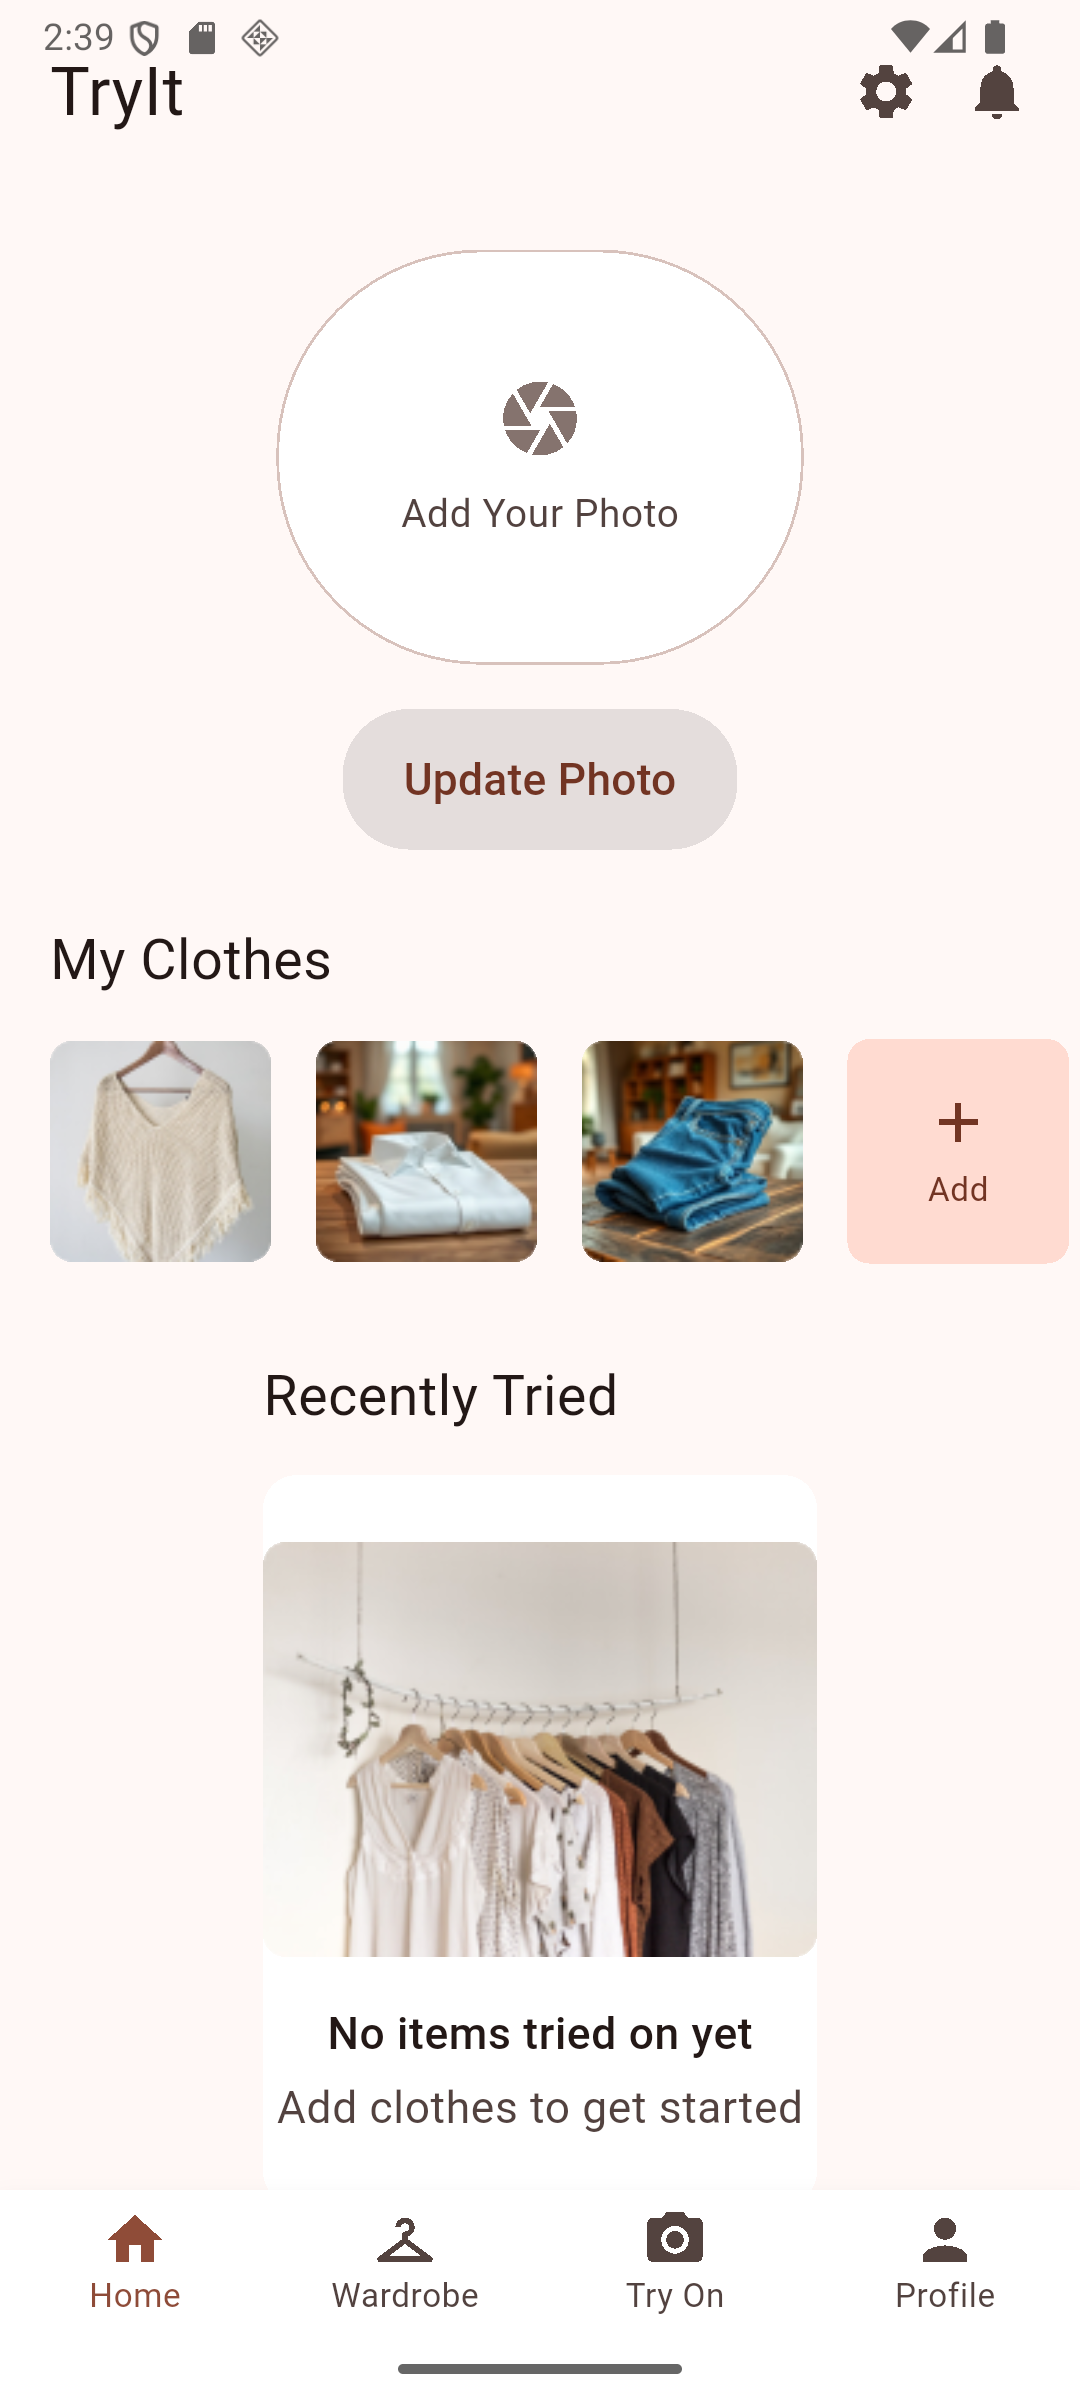 2:39
TryIt
Add Your Photo
Update Photo
My Clothes
Add
Recently Tried
No items tried on yet
Add clothes to get started
Home
Wardrobe
Try On
Profile